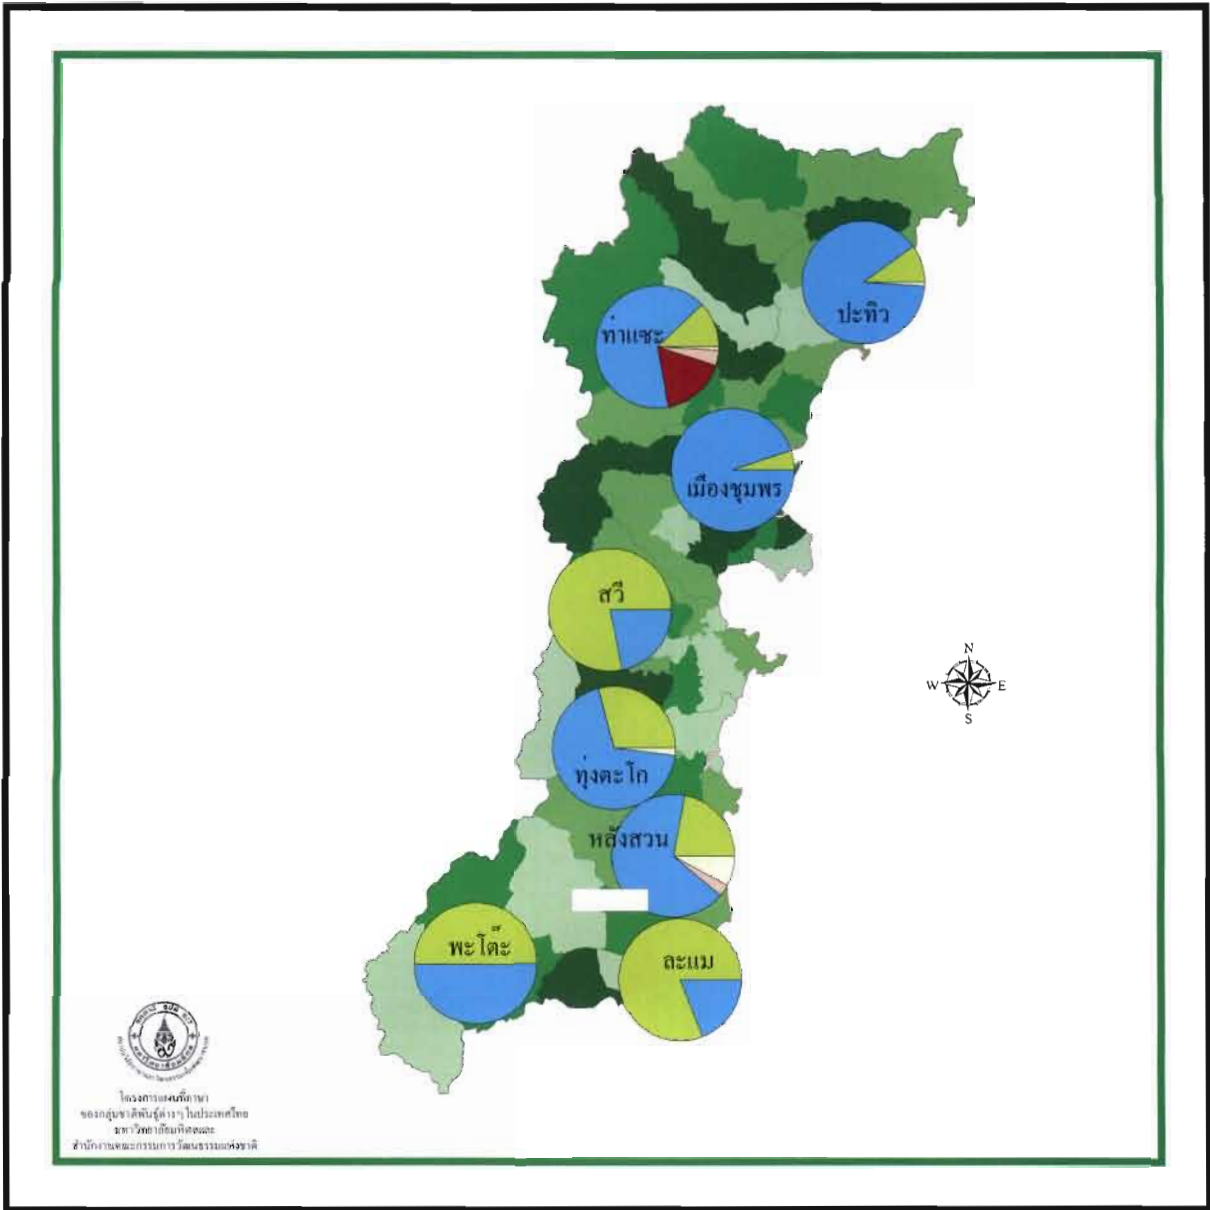 ปะทิว
ท่าแซะ
เมืองชุมพร
สวี
N
W E
S
ทุ่งตะโก
หลังสวน
พะโต๊ะ
ละแม
โครงการแผนที่ภาษา
ของกลุ่มชาติพันธุ์ต่างๆ ในประเทศไทย
มหาวิทยาลัยมหิดลและ
สำนักงานคณะกรรมการวัฒนธรรมแห่งชาติ